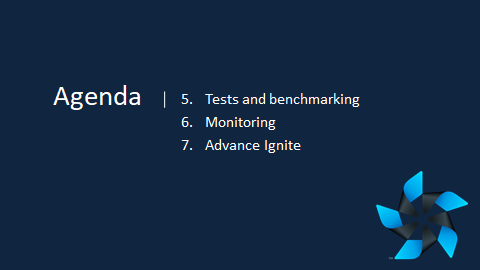 Agenda
5. Tests and benchmarking
6. Monitoring
7. Advance Ignite